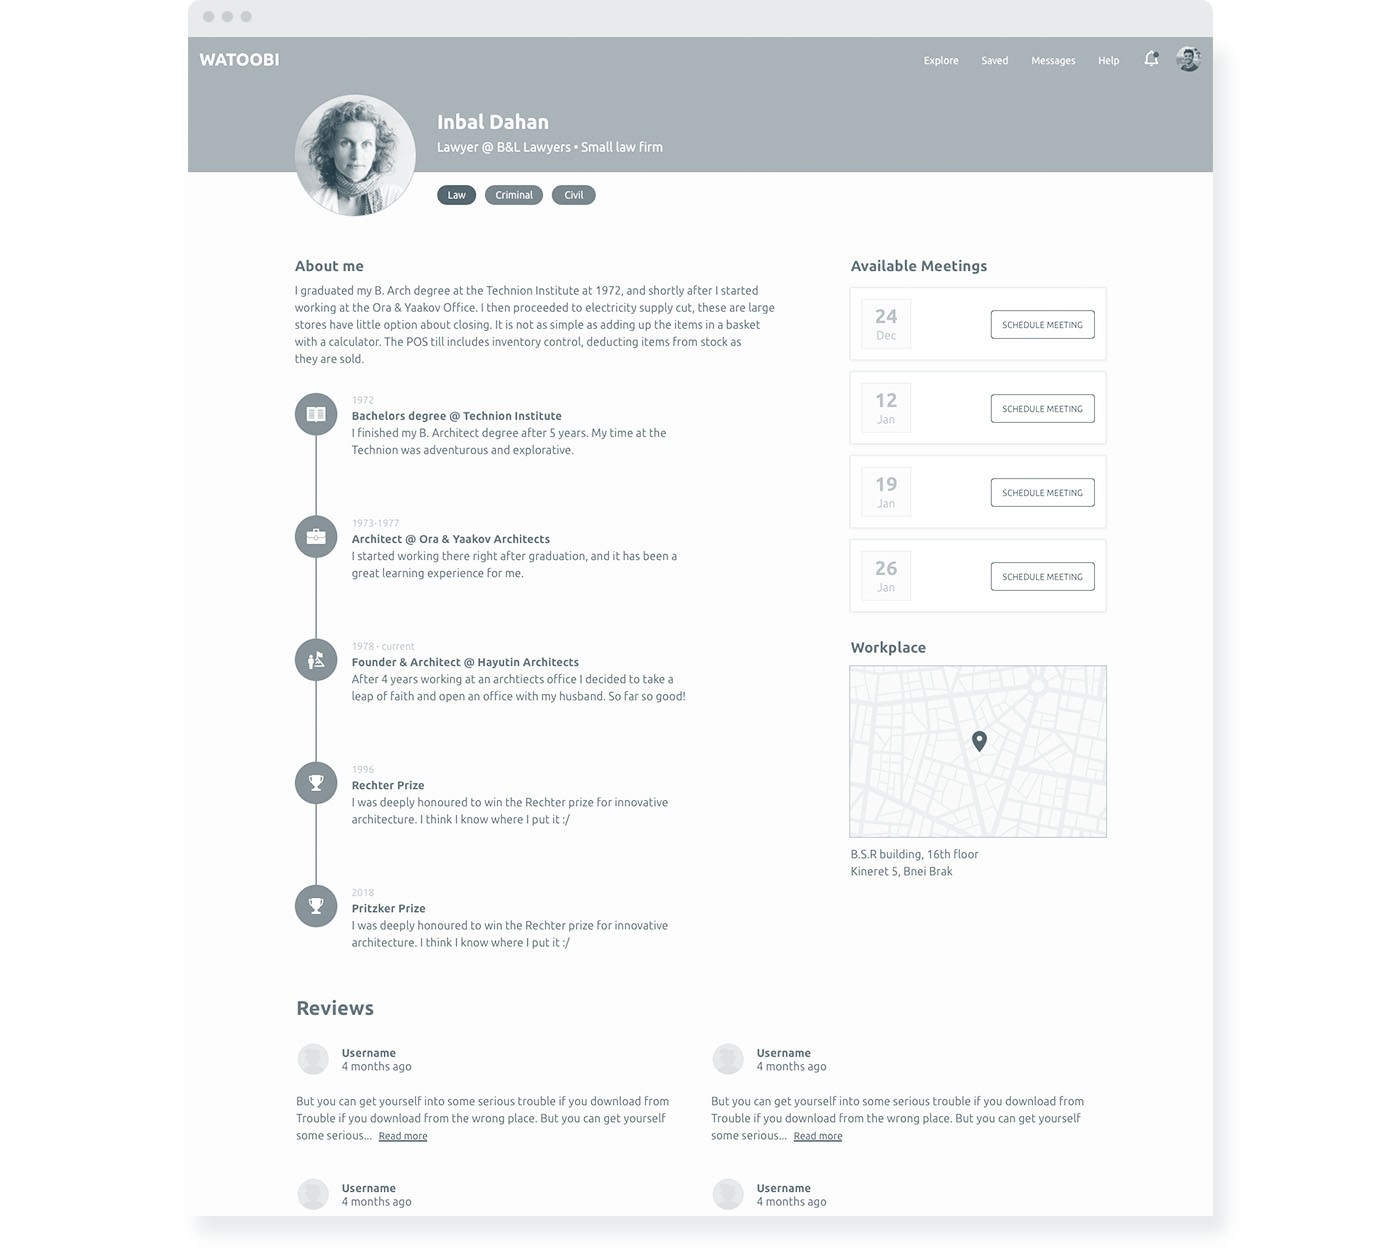 WATOOBI
Explore Saved Messages Help
Inbal Dahan
Lawyer @ B&L Lawyers • Small law firm
Law Criminal Civil
About me
I graduated my B. Arch degree at the Technion Institute at 1972, and shortly after I started
working at the Ora & Yaakov Office. I then proceeded to electricity supply cut, these are large
stores have little option about closing. It is not as simple as adding up the items in a basket
with a calculator. The POS till includes inventory control, deducting items from stock as
they are sold.
1972
Bachelors degree @ Technion Institute
I finished my B. Architect degree after 5 years. My time at the
Technion was adventurous and explorative.
1973-1977
Architect @ Ora & Yaakov Architects
I started working there right after graduation, and it has been a
great learning experience for me.
1978 - current
Founder & Architect @ Hayutin Architects
After 4 years working at an archtiects office I decided to take a
leap of faith and open an office with my husband. So far so good!
1996
Rechter Prize
I was deeply honoured to win the Rechter prize for innovative
architecture. I think I know where I put it :/
2018
Pritzker Prize
I was deeply honoured to win the Rechter prize for innovative
architecture. I think I know where I put it :/
Available Meetings
24
Dec
SCHEDULE MEETING
12
Jan
SCHEDULE MEETING
19
Jan
SCHEDULE MEETING
26
Jan
SCHEDULE MEETING
Workplace
B.S.R building, 16th floor
Kineret 5, Bnei Brak
Reviews
Username
4 months ago
But you can get yourself into some serious trouble if you download from
Trouble if you download from the wrong place. But you can get yourself
some serious... Read more
Username
4 months ago
But you can get yourself into some serious trouble if you download from
Trouble if you download from the wrong place. But you can get yourself
some serious... Read more
Username
4 months ago
Username
4 months ago